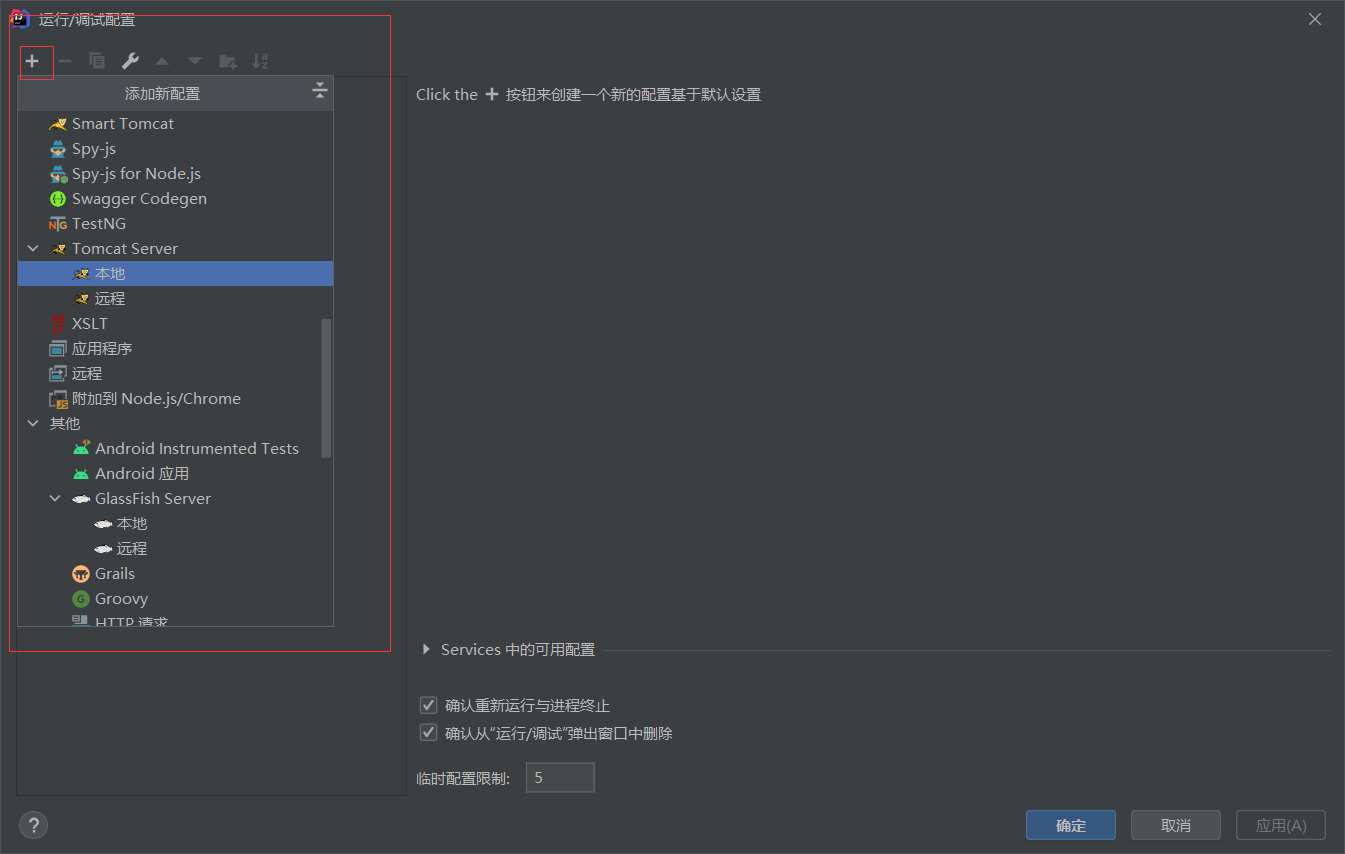 运行/调试配置
添加新配置
Smart Tomcat
Spy-js
Spy-js for Node.js
Swagger Codegen
TestNG
Tomcat Server
本地
远程
XSLT
应用程序
远程
附加到 Node.js/Chrome
其他
Android Instrumented Tests
Android 应用
GlassFish Server
本地
远程
Grails
Groovy
HTTP 请求
Click the + 按钮来创建一个新的配置基于默认设置
Services 中的可用配置
确认重新运行与进程终止
确认从“运行/调试”弹出窗口中删除
临时配置限制: 5
?
确定 取消 应用(A)